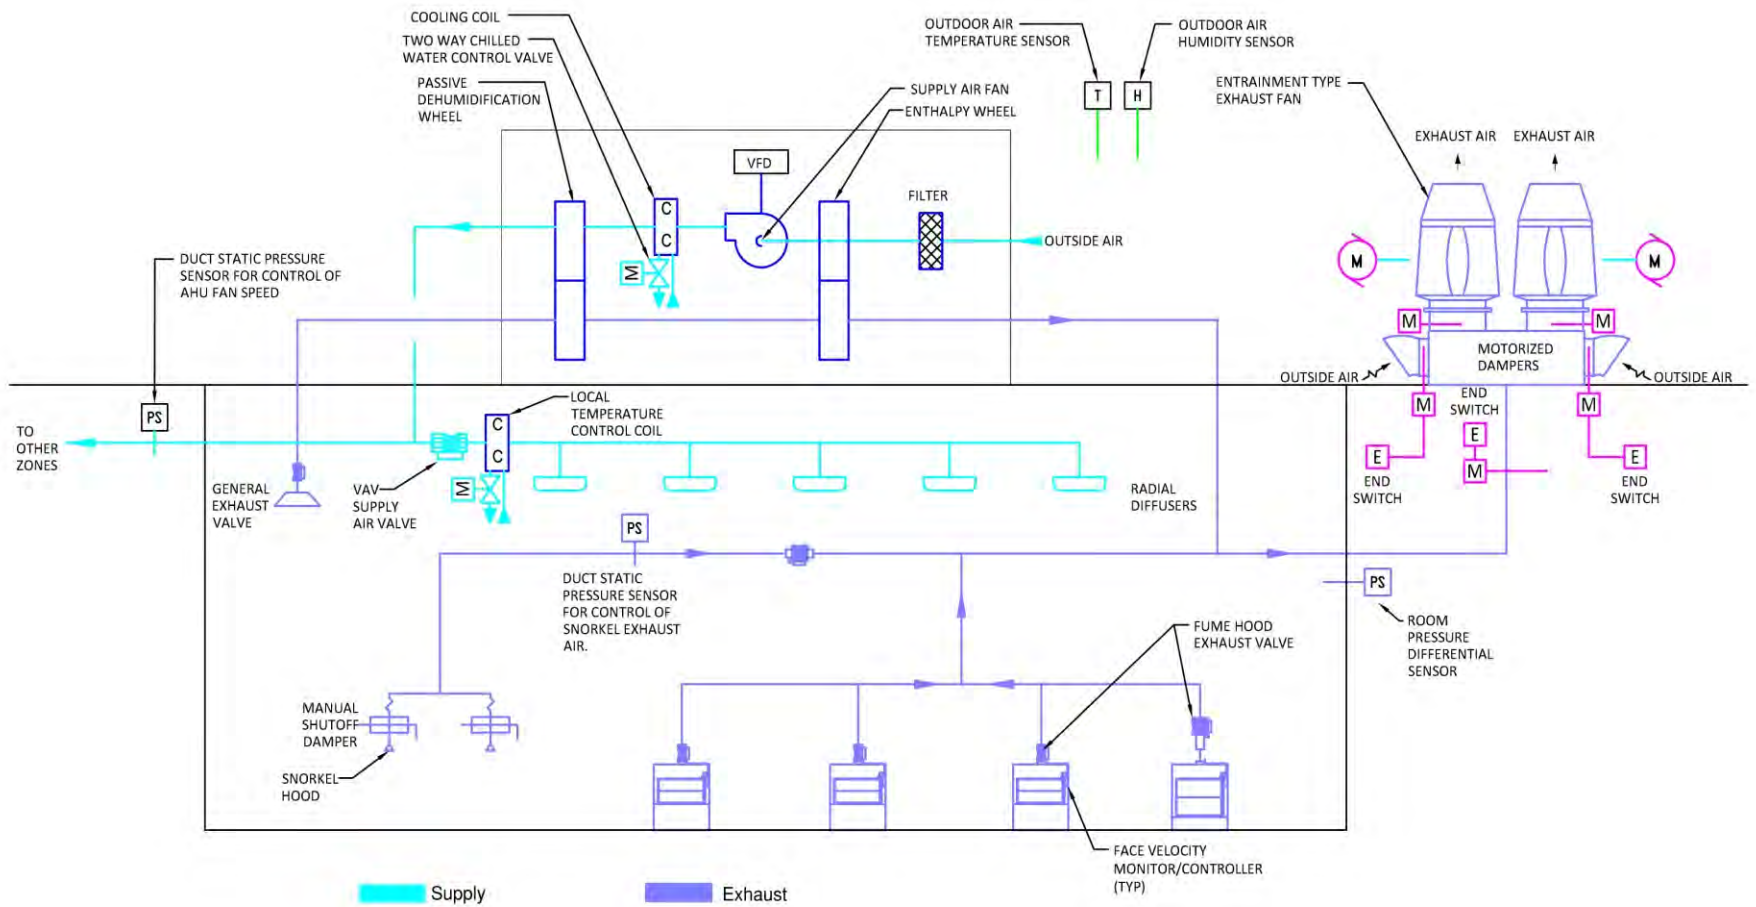 COOLING COIL
TWO WAY CHILLED
WATER CONTROL VALVE
PASSIVE
DEHUMIDIFICATION
WHEEL
SUPPLY AIR FAN
ENTHALPY WHEEL
OUTDOOR AIR
TEMPERATURE SENSOR
OUTDOOR AIR
HUMIDITY SENSOR
T
H
ENTRAINMENT TYPE
EXHAUST FAN
EXHAUST AIR
EXHAUST AIR
VFD
FILTER
C
C
M
OUTSIDE AIR
M
M
DUCT STATIC PRESSURE
SENSOR FOR CONTROL OF
AHU FAN SPEED
M
M
MOTORIZED
DAMPERS
OUTSIDE AIR
OUTSIDE AIR
PS
TO
OTHER
ZONES
LOCAL
TEMPERATURE
CONTROL COIL
C
C
M
GENERAL
EXHAUST
VALVE
VAV
SUPPLY
AIR VALVE
RADIAL
DIFFUSERS
END
SWITCH
M
M
E
E
E
M
END
SWITCH
END
SWITCH
PS
DUCT STATIC
PRESSURE SENSOR
FOR CONTROL OF
SNORKEL EXHAUST
AIR.
PS
ROOM
PRESSURE
DIFFERENTIAL
SENSOR
FUME HOOD
EXHAUST VALVE
MANUAL
SHUTOFF
DAMPER
SNORKEL
HOOD
FACE VELOCITY
MONITOR/CONTROLLER
(TYP)
Supply
Exhaust